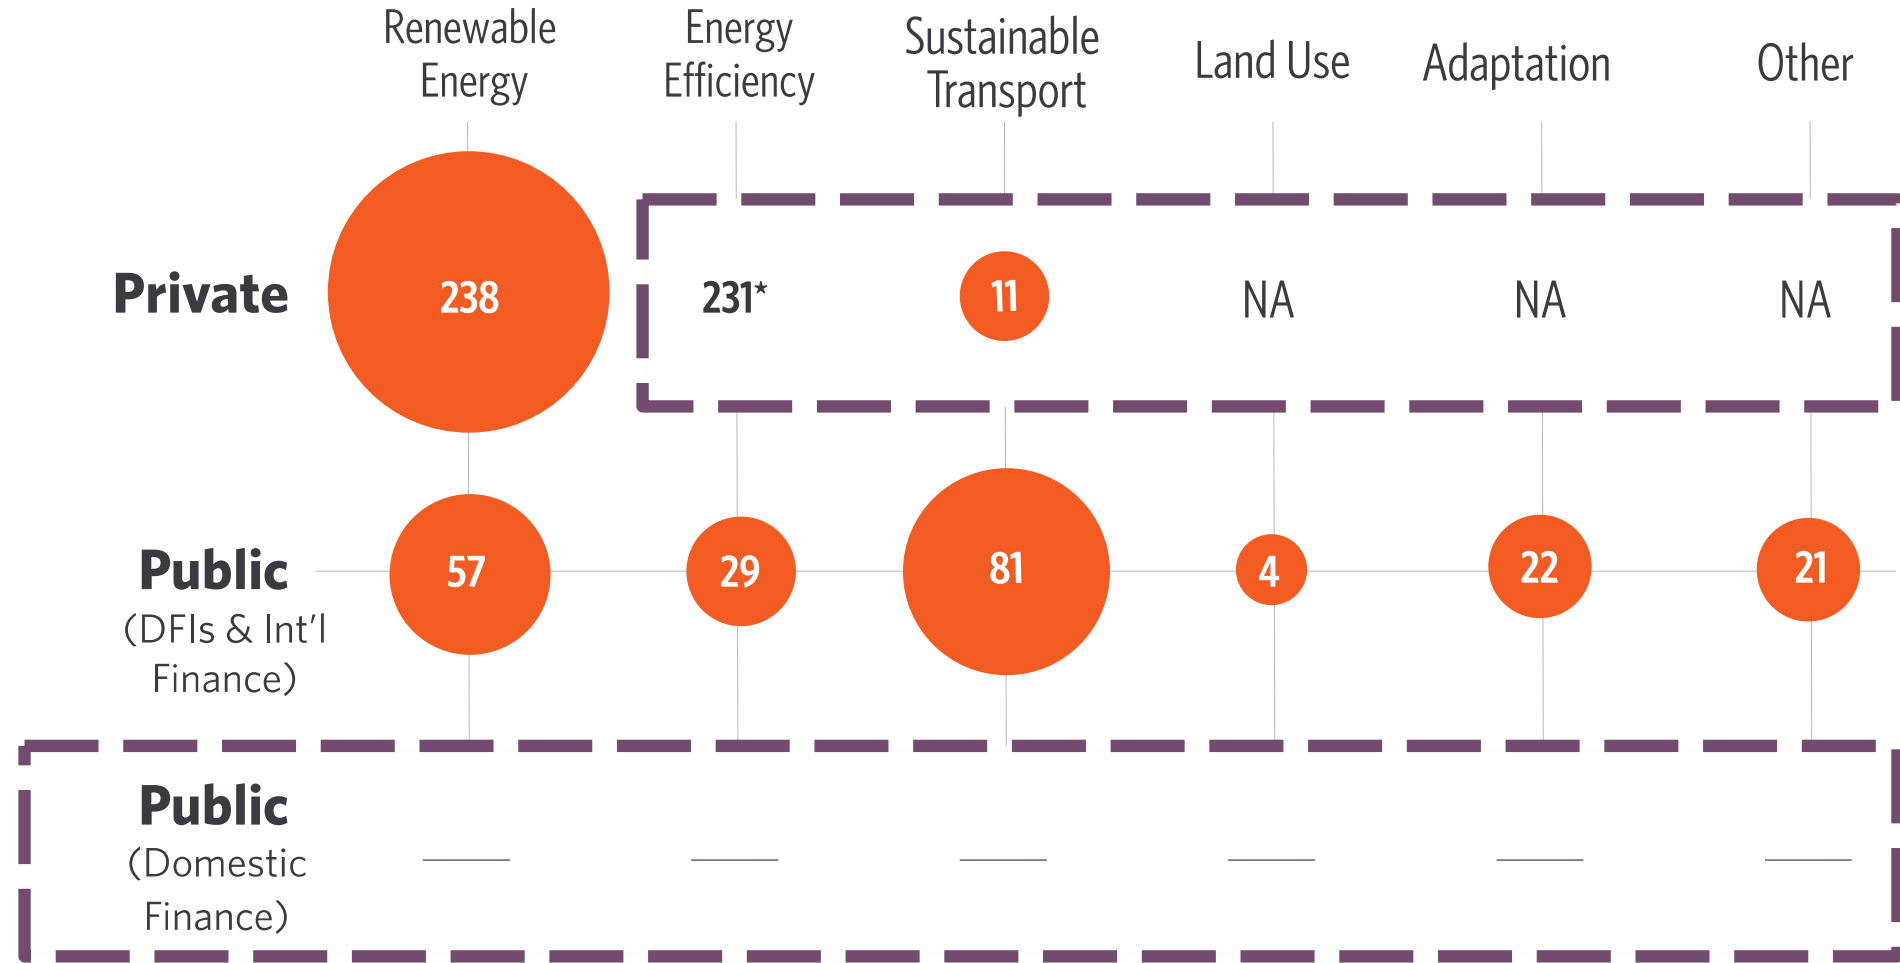 Renewable
Energy
Energy
Efficiency
Sustainable
Transport
Land Use
Adaptation
Other
Private
238
231*
11
NA
NA
NA
Public
(DFIs & Int'l
Finance)
57
29
81
4
22
21
Public
(Domestic
Finance)